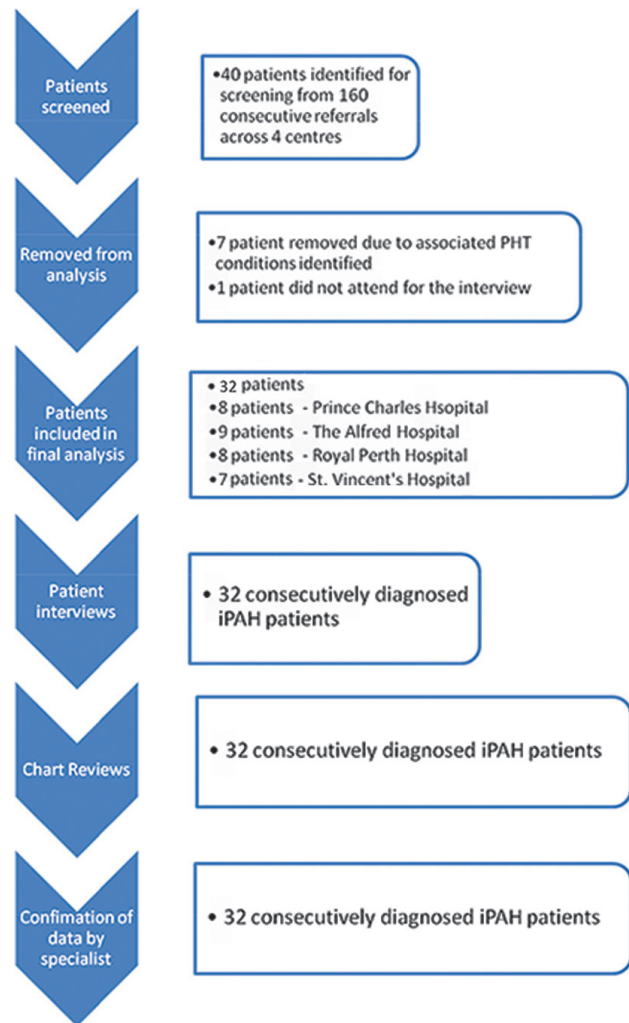 Patients
screened
•40 patients identified for
screening from 160
consecutive referrals
across 4 centres
Removed from
analysis
•7 patient removed due to associated PHT
conditions identified
•1 patient did not attend for the interview
Patients
included in
final analysis
• 32 patients
•8 patients - Prince Charles Hsopital
•9 patients - The Alfred Hospital
•8 patients - Royal Perth Hospital
•7 patients - St. Vincent's Hospital
Patient
interviews
• 32 consecutively diagnosed
iPAH patients
Chart Reviews
• 32 consecutively diagnosed iPAH patients
Confimation of
data by
specialist
• 32 consecutively diagnosed iPAH patients